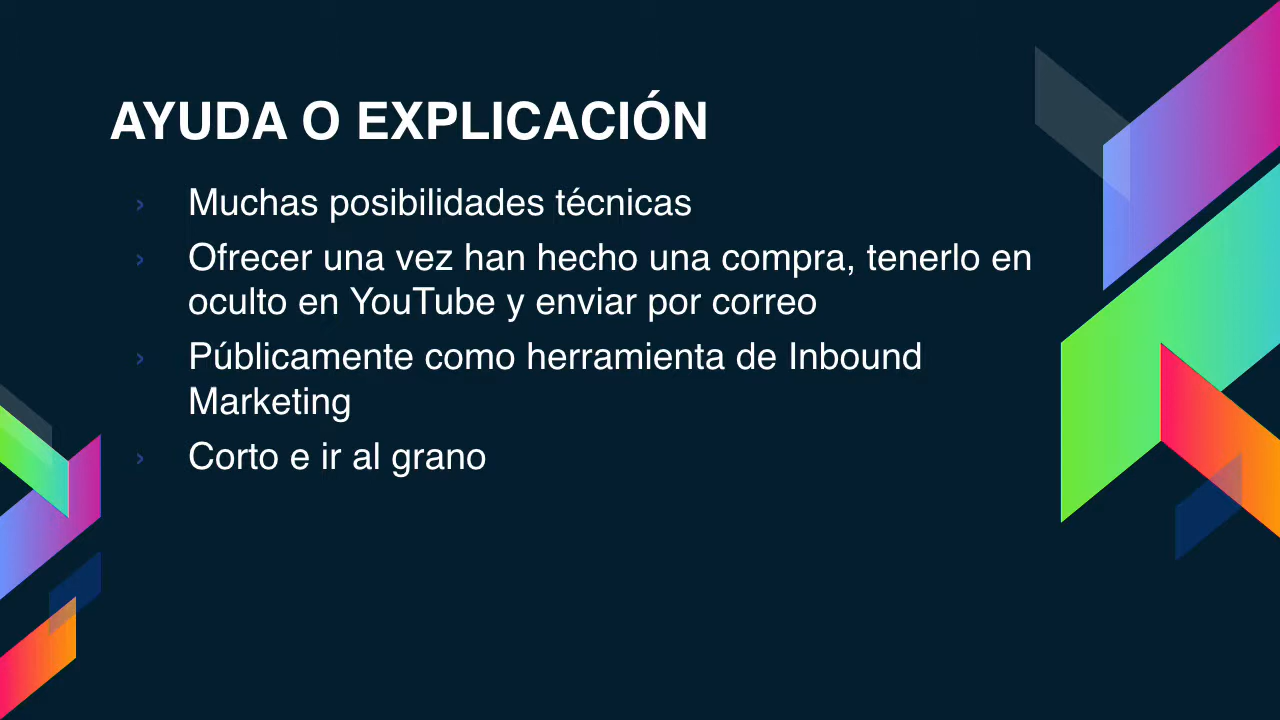 AYUDA O EXPLICACIÓN
› Muchas posibilidades técnicas
› Ofrecer una vez han hecho una compra, tenerlo en
oculto en YouTube y enviar por correo
› Públicamente como herramienta de Inbound
Marketing
› Corto e ir al grano